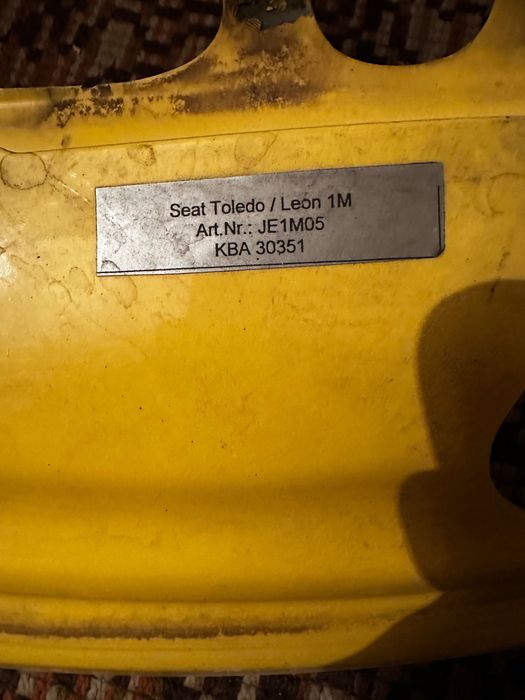 Seat Toledo / Leon 1M
Art.Nr.: JE1M05
KBA 30351